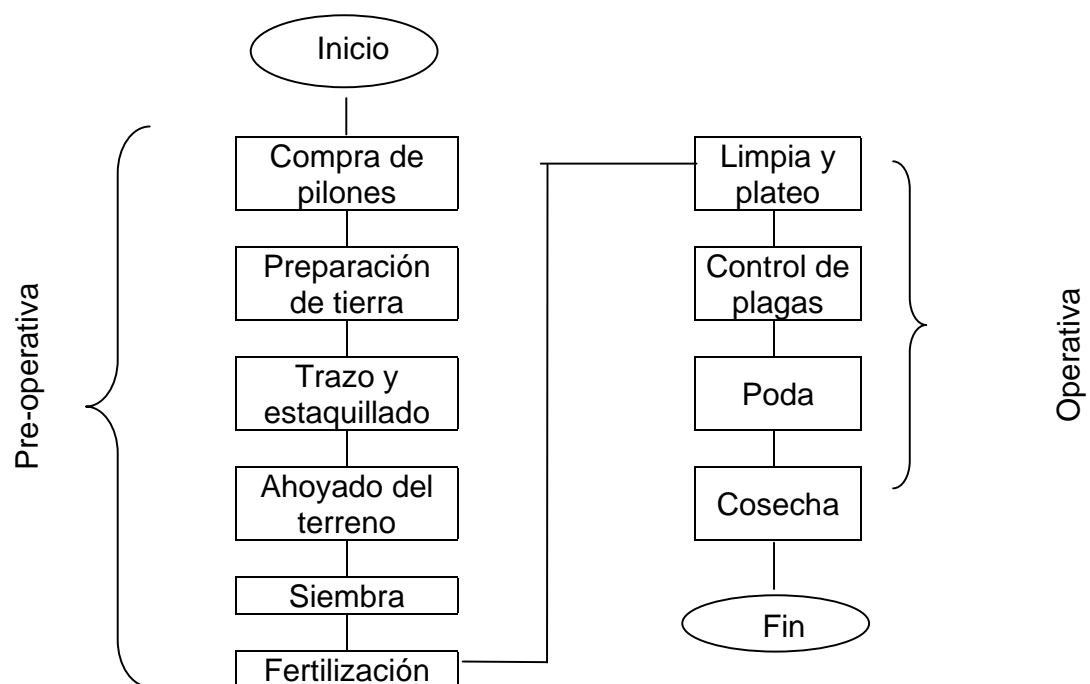 Inicio
Pre-operativa
Compra de
pilones
Preparación
de tierra
Trazo y
estaquillado
Ahoyado del
terreno
Siembra
Fertilización
Limpia y
plateo
Control de
plagas
Poda
Cosecha
Fin
Operativa